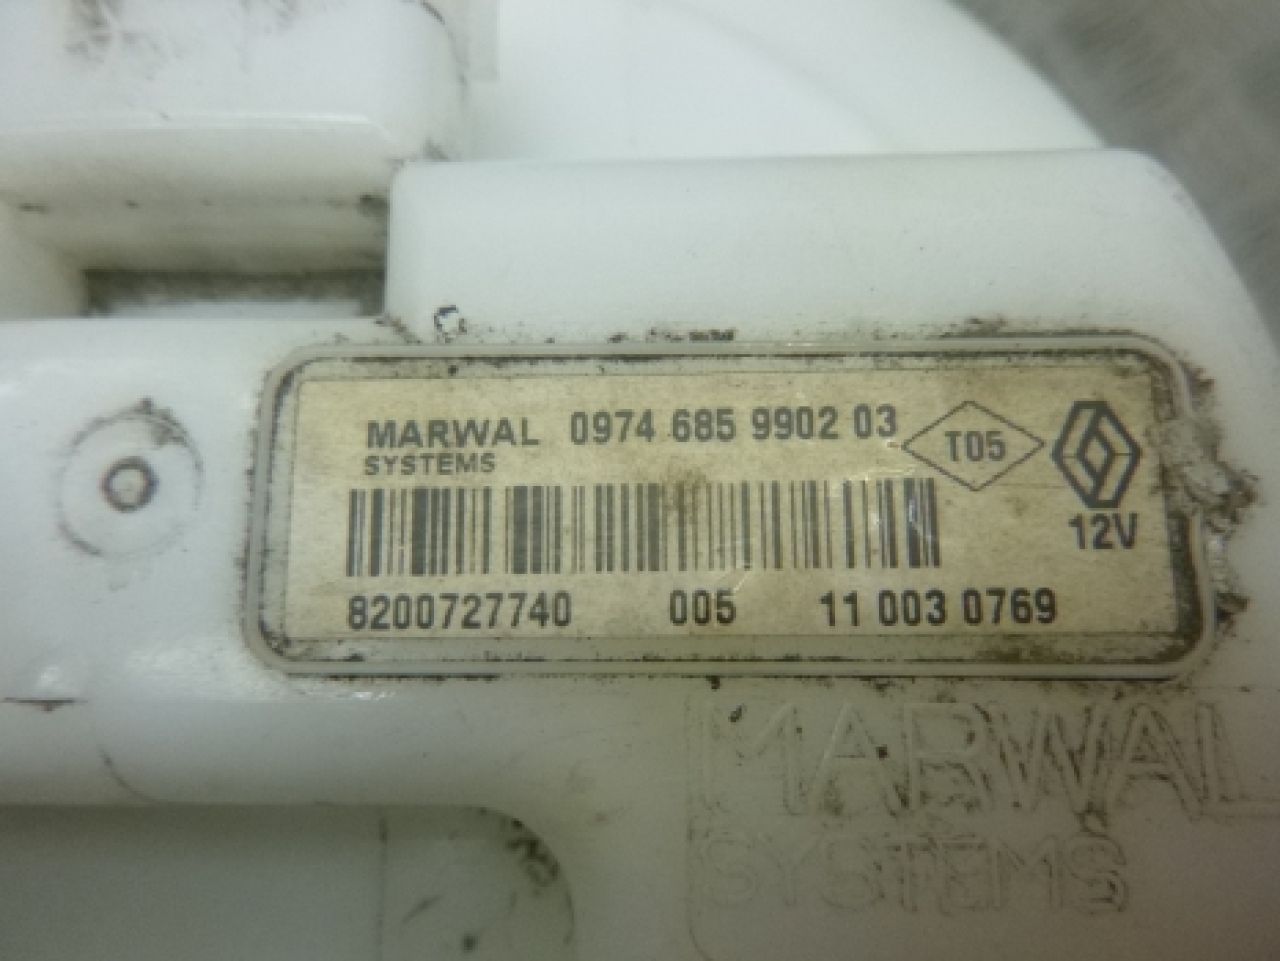 MARWAL 0974 685 9902 03
SYSTEMS
T05
12V
8200727740 005 11 003 0769
MARWAL
SYSTEMS